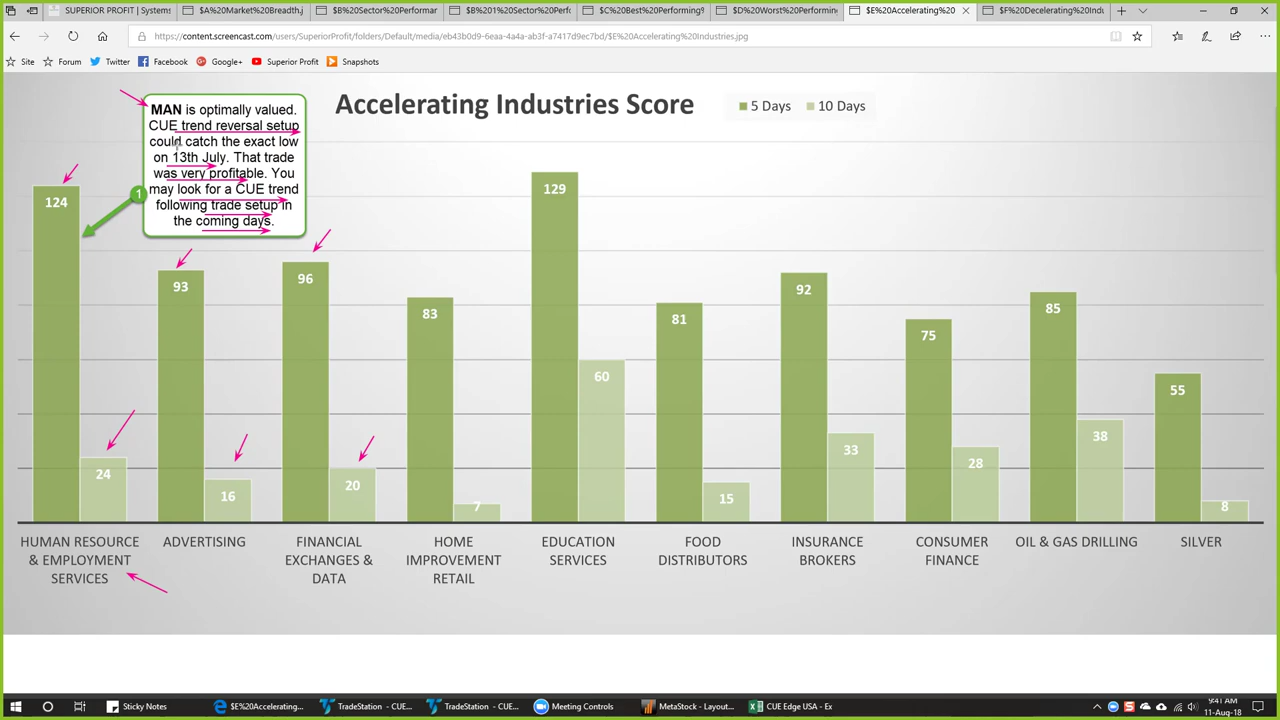 SUPERIOR PROFIT | Systems
$A%20Market%20Breadth.j
$B%20Sector%20Performar
$B%201%20Sector%20Perfo
$C%20Best%20Performing9
$D%20Worst%20Performing
$E%20Accelerating%20
$F%20Decelerating%20Indu
https://content.screencast.com/users/SuperiorProfit/folders/Default/media/eb43b0d9-6eaa-4a4a-ab3f-a7417d9ec7bd/$E%20Accelerating%20Industries.jpg
Site
Forum
Twitter
Facebook
Google+
Superior Profit
Snapshots
Accelerating Industries Score
5 Days
10 Days
MAN is optimally valued.
CUE trend reversal setup
could catch the exact low
on 13th July. That trade
was very profitable. You
may look for a CUE trend
following trade setup in
the coming days.
1
124
24
93
16
96
20
83
7
129
60
81
15
92
33
75
28
85
38
55
8
HUMAN RESOURCE
& EMPLOYMENT
SERVICES
ADVERTISING
FINANCIAL
EXCHANGES &
DATA
HOME
IMPROVEMENT
RETAIL
EDUCATION
SERVICES
FOOD
DISTRIBUTORS
INSURANCE
BROKERS
CONSUMER
FINANCE
OIL & GAS DRILLING
SILVER
Sticky Notes
$E%20Accelerating...
TradeStation - CUE...
TradeStation - CUE...
Meeting Controls
MetaStock - Layout...
CUE Edge USA - Ex
9:41 AM
11-Aug-18